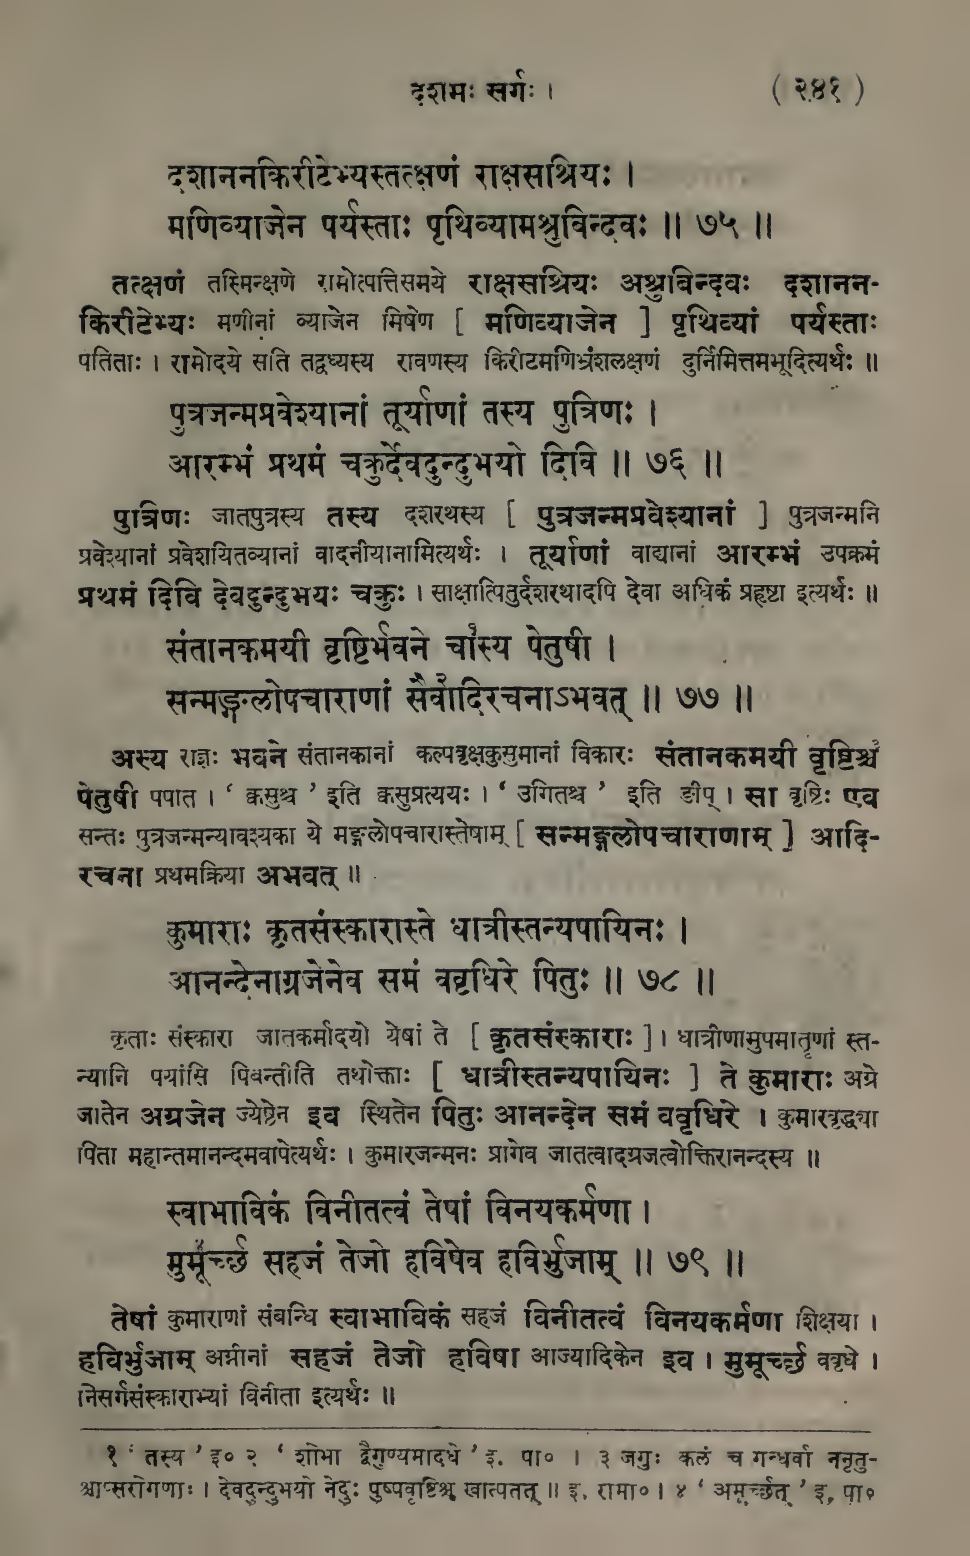 दशमः सर्गः ।
( २४१ )
दशाननकिरीटेभ्यस्तत्क्षणं राक्षसश्रियः ।
मणिव्याजेन पर्यस्ताः पृथिव्यामश्रुबिन्दवः ॥ ७५ ॥
तत्क्षणं तस्मिन्क्षणे रामोत्पत्तिसमये राक्षसश्रियः अश्रुबिन्दवः दशानन-
किरीटेभ्यः मणीनां व्याजेन मिषेण [ मणिव्याजेन ] पृथिव्यां पर्यस्ताः
पतिताः । रामोदये सति तद्वध्यस्य रावणस्य किरीटमणिभ्रंशलक्षणं दुर्निमित्तमभूदित्यर्थः ॥
पुत्रजन्मप्रवेश्यानां तूर्याणां तस्य पुत्रिणः ।
आरम्भं प्रथमं चक्रुर्देवदुन्दुभयो दिवि ॥ ७६ ॥
पुत्रिणः जातपुत्रस्य तस्य दशरथस्य [ पुत्रजन्मप्रवेश्यानां ] पुत्रजन्मनि
प्रवेश्यानां प्रवेशयितव्यानां वादनीयानामित्यर्थः । तूर्याणां वाद्यानां आरम्भं उपक्रमं
प्रथमं दिवि देवदुन्दुभयः चक्रुः । साक्षात्पितुर्दशरथादपि देवा अधिकं प्रहृष्टा इत्यर्थः ॥
संतानकमयी वृष्टिर्भवने चा१स्य पेतुषी ।
सन्मङ्गलोपचाराणां सै२वादि३रचनाऽभवत् ॥ ७७ ॥
अस्य राज्ञः भवने संतानकानां कल्पवृक्षकुसुमानां विकारः संतानकमयी वृष्टिश्च
पेतुषी पपात । ‘ क्वसुश्च ’ इति क्वसुप्रत्ययः । ‘ उगितश्च ’ इति ङीप् । सा वृष्टिः एव
सन्तः पुत्रजन्मन्यावश्यका ये मङ्गलोपचारास्तेषाम् [ सन्मङ्गलोपचाराणाम् ] आदि-
रचना प्रथमक्रिया अभवत् ॥
कुमाराः कृतसंस्कारास्ते धात्रीस्तन्यपायिनः ।
आनन्देनाग्रजेनेव समं ववृधिरे पितुः ॥ ७८ ॥
कृताः संस्कारा जातकर्मादयो येषां ते [ कृतसंस्काराः ] । धात्रीणामुपमातॄणां स्त-
न्यानि पयांसि पिबन्तीति तथोक्ताः [ धात्रीस्तन्यपायिनः ] ते कुमाराः अग्रे
जातेन अग्रजेन ज्येष्ठेन इव स्थितेन पितुः आनन्देन समं ववृधिरे । कुमारवृद्ध्या
पिता महान्तमानन्दमवापेत्यर्थः । कुमारजन्मनः प्रागेव जातत्वादग्रजत्वोक्तिरानन्दस्य ॥
स्वाभाविकं विनीतत्वं तेषां विनयकर्मणा ।
मुमू४र्च्छ सहजं तेजो हविषेव हविर्भुजाम् ॥ ७९ ॥
तेषां कुमाराणां संबन्धि स्वाभाविकं सहजं विनीतत्वं विनयकर्मणा शिक्षया ।
हविर्भुजाम् अग्नीनां सहजं तेजो हविषा आज्यादिकेन इव । मुमूर्च्छ ववृधे ।
निसर्गसंस्काराभ्यां विनीता इत्यर्थः ॥
१ ‘ तस्य ’ इ० २ ‘ शोभा द्वैगुण्यमादधे ’ इ. पा० । ३ जगुः कलं च गन्धर्वा ननृतु-
श्चाप्सरोगणाः । देवदुन्दुभयो नेदुः पुष्पवृष्टिश्च खात्पतत् ॥ इ. रामा० । ४ ‘ अमूर्च्छत् ’ इ. पा०